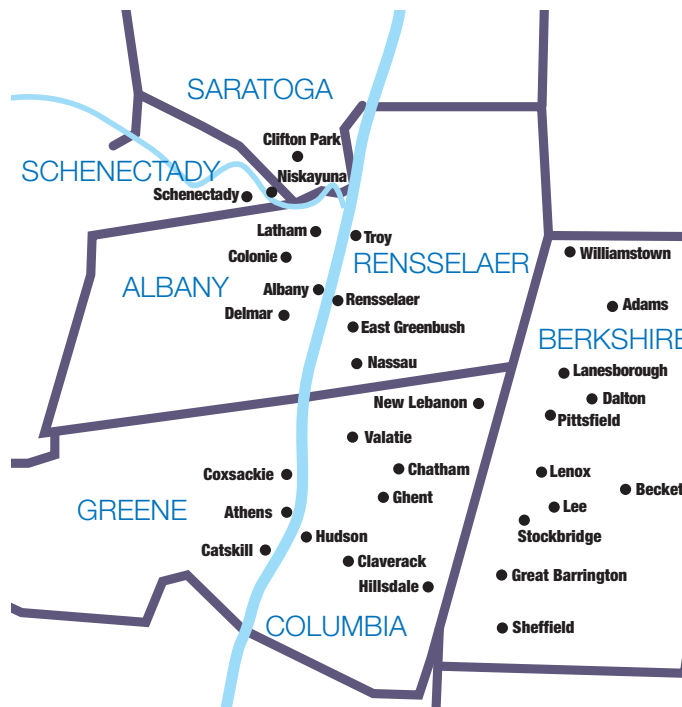 SARATOGA
Clifton Park
SCHENECTADY
Niskayuna
Schenectady
Latham
Troy
Colonie
RENSSELAER
Williamstown
ALBANY
Albany
Rensselaer
Adams
Delmar
East Greenbush
BERKSHIRE
Nassau
Lanesborough
New Lebanon
Dalton
Pittsfield
Valatie
Coxsackie
Chatham
Lenox
Becket
Ghent
GREENE
Athens
Lee
Stockbridge
Hudson
Catskill
Claverack
Great Barrington
Hillsdale
COLUMBIA
Sheffield